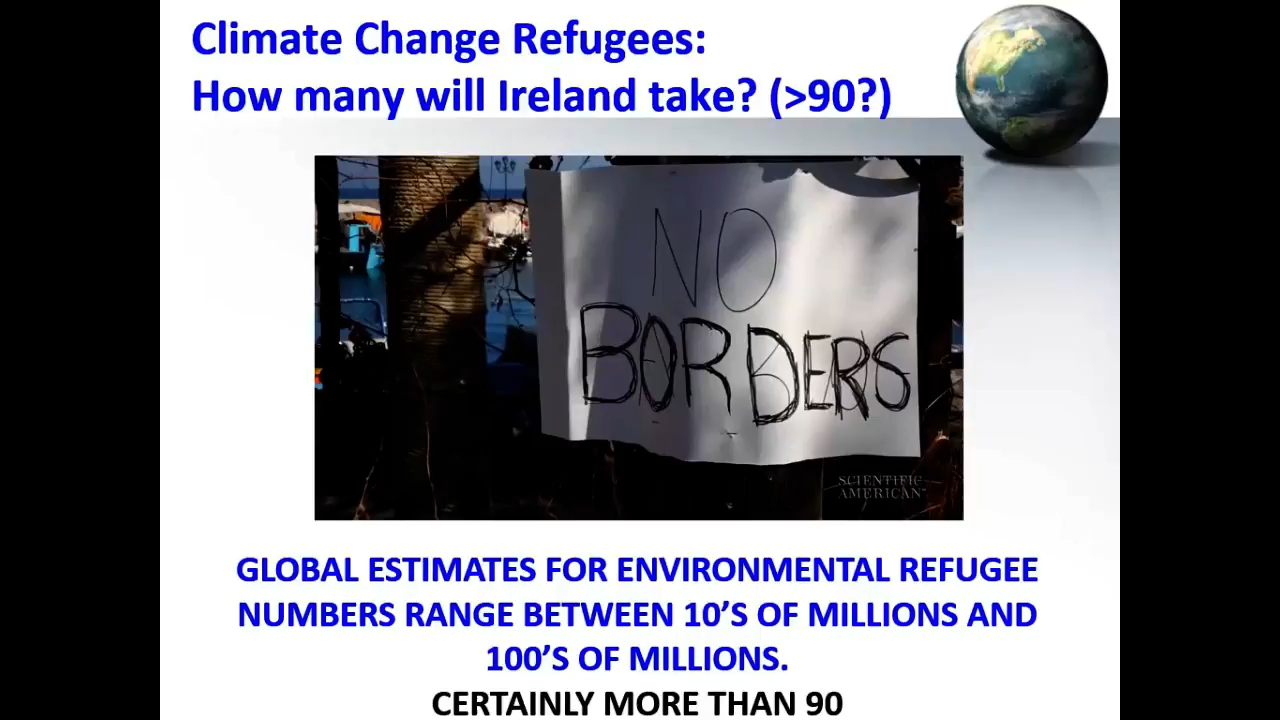 Climate Change Refugees:
How many will Ireland take? (>90?)
NO
BORDERS
SCIENTIFIC
AMERICAN™
GLOBAL ESTIMATES FOR ENVIRONMENTAL REFUGEE
NUMBERS RANGE BETWEEN 10’S OF MILLIONS AND
100’S OF MILLIONS.
CERTAINLY MORE THAN 90